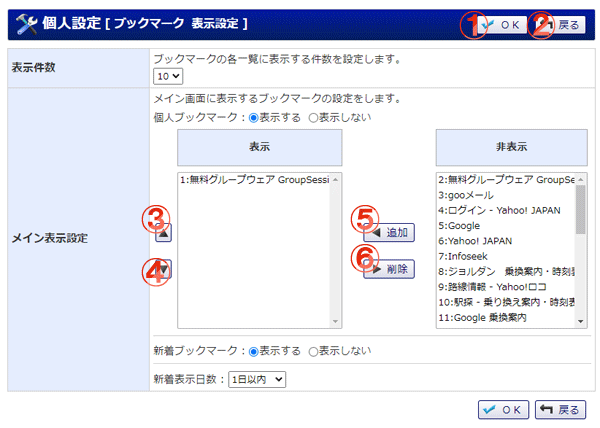 個人設定 [ ブックマーク 表示設定 ]
① OK ② 戻る
表示件数
ブックマークの各一覧に表示する件数を設定します。
10
メイン表示設定
メイン画面に表示するブックマークの設定をします。
個人ブックマーク：表示する 表示しない
表示
非表示
1:無料グループウェア GroupSessi
2:無料グループウェア GroupSe
3:gooメール
4:ログイン - Yahoo! JAPAN
5:Google
6:Yahoo! JAPAN
7:Infoseek
8:ジョルダン 乗換案内・時刻
9:路線情報 - Yahoo!ロコ
10:駅探 - 乗り換え案内・時刻表
11:Google 乗換案内
③ ▲
④ ▼
⑤ ◀ 追加
⑥ ▶ 削除
新着ブックマーク：表示する 表示しない
新着表示日数：1日以内
OK 戻る